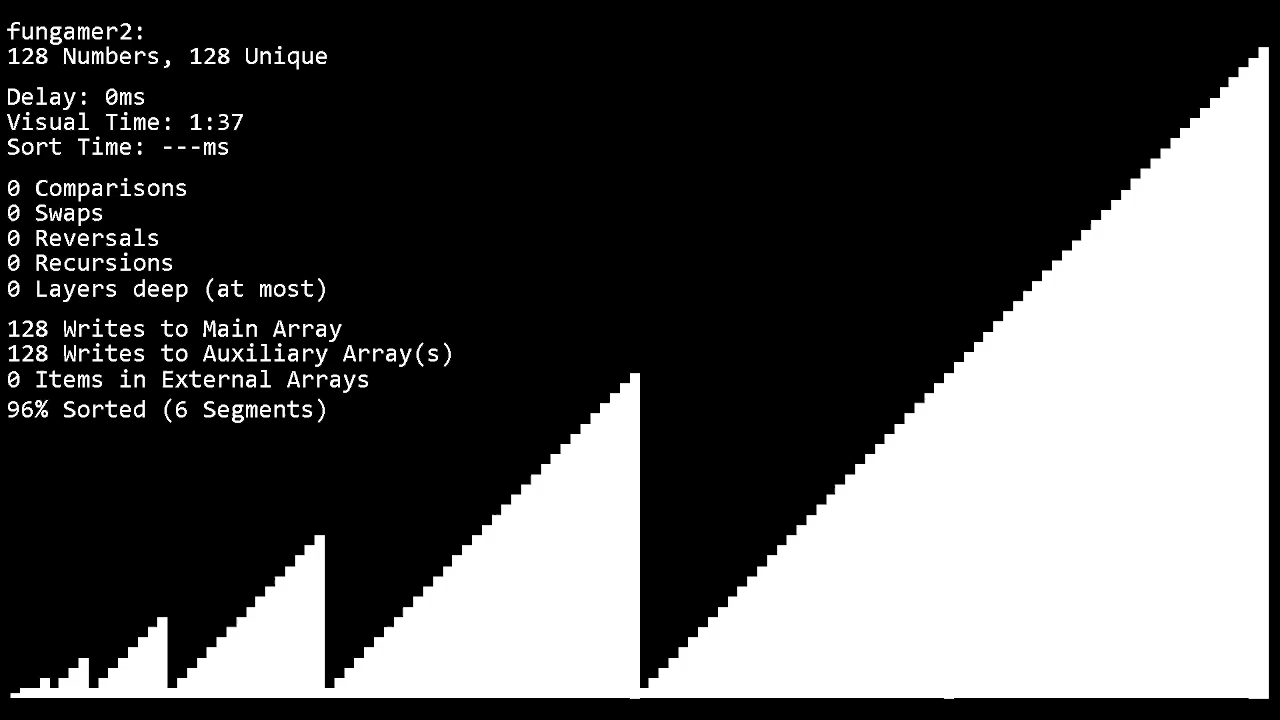 fungamer2:
128 Numbers, 128 Unique
Delay: 0ms
Visual Time: 1:37
Sort Time: ---ms
0 Comparisons
0 Swaps
0 Reversals
0 Recursions
0 Layers deep (at most)
128 Writes to Main Array
128 Writes to Auxiliary Array(s)
0 Items in External Arrays
96% Sorted (6 Segments)